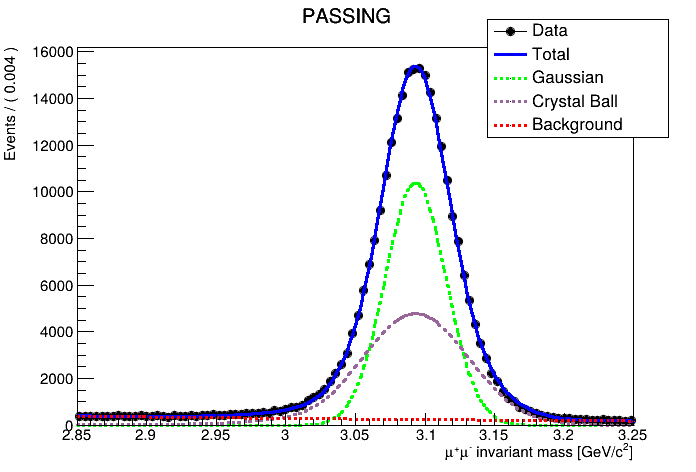 PASSING
Data
Total
Gaussian
Crystal Ball
Background
Events / ( 0.004 )
16000
14000
12000
10000
8000
6000
4000
2000
0
2.85 2.9 2.95 3 3.05 3.1 3.15 3.2 3.25
μ⁺μ⁻ invariant mass [GeV/c²]